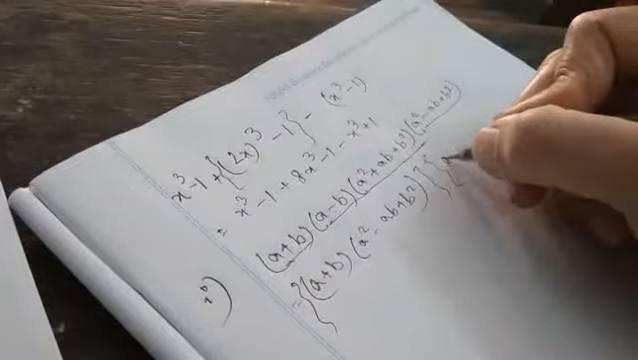 x³-1 + {(2x)³ - 1} - (x³-1)
= x³ - 1 + 8x³ - 1 - x³ + 1
(a+b)(a-b)(a²+ab+b²)(a²-ab+b²)
= {(a+b)(a²-ab+b²)} {